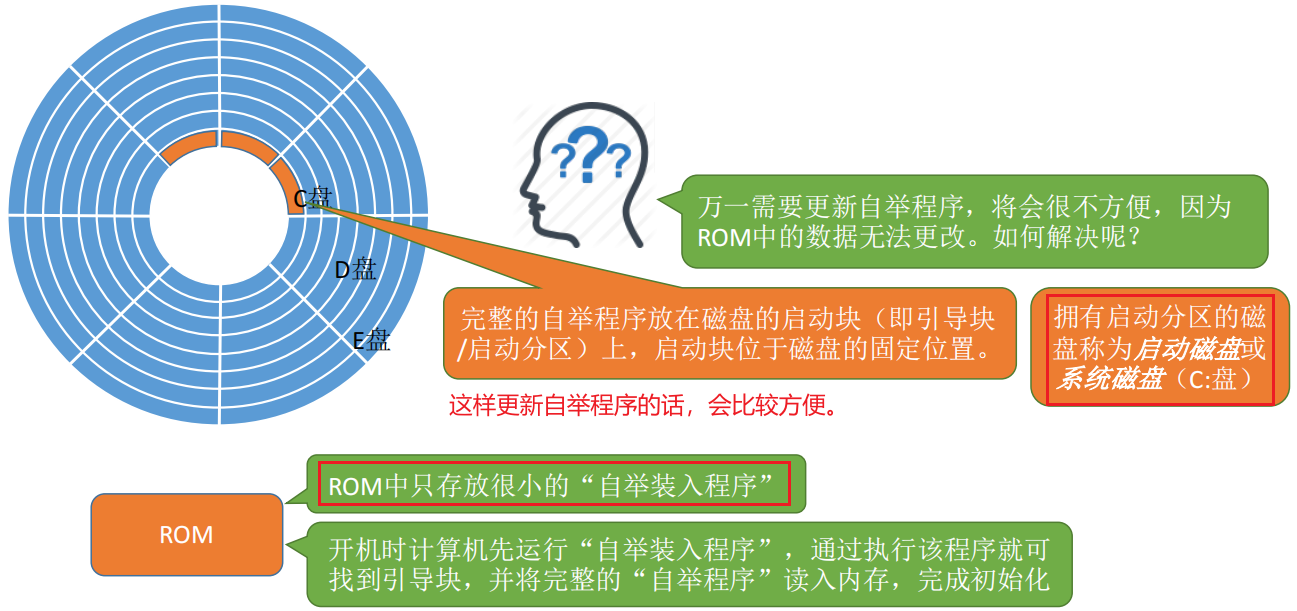 C盘
D盘
E盘
???
万一需要更新自举程序，将会很不方便，因为
ROM中的数据无法更改。如何解决呢？
完整的自举程序放在磁盘的启动块（即引导块
/启动分区）上，启动块位于磁盘的固定位置。
拥有启动分区的磁
盘称为启动磁盘或
系统磁盘（C:盘）
这样更新自举程序的话，会比较方便。
ROM中只存放很小的“自举装入程序”
ROM
开机时计算机先运行“自举装入程序”，通过执行该程序就可
找到引导块，并将完整的“自举程序”读入内存，完成初始化